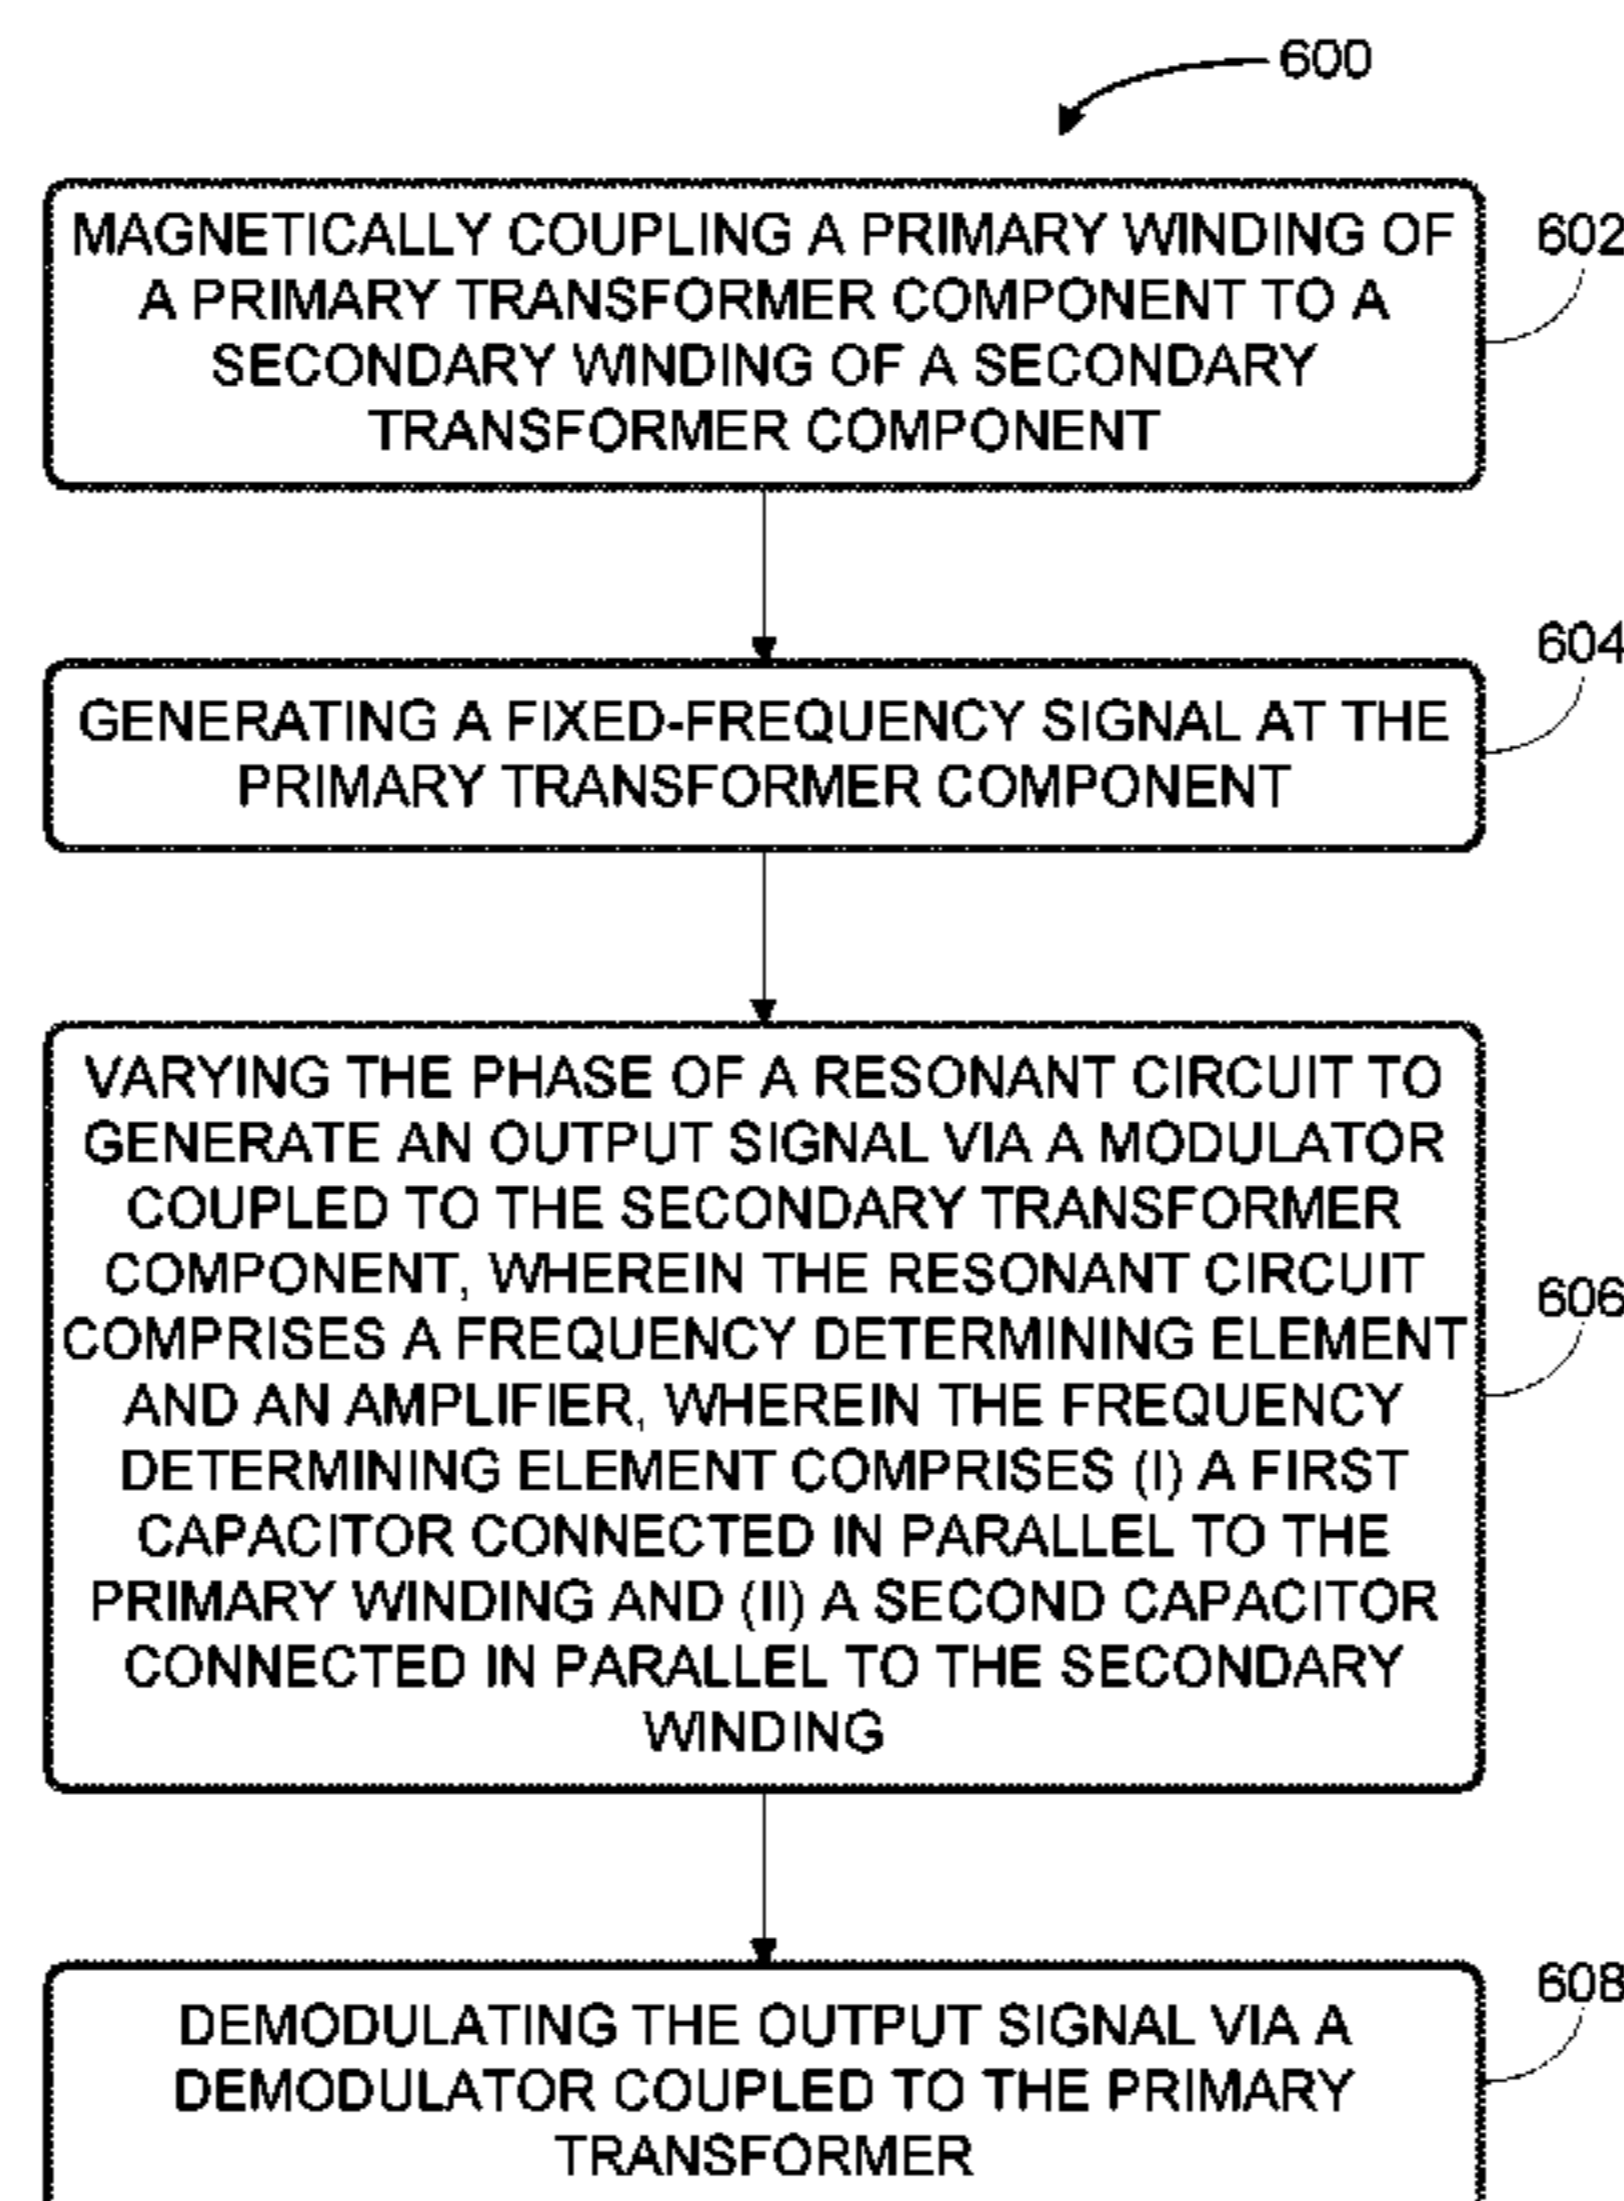 600
MAGNETICALLY COUPLING A PRIMARY WINDING OF
A PRIMARY TRANSFORMER COMPONENT TO A
SECONDARY WINDING OF A SECONDARY
TRANSFORMER COMPONENT
602
GENERATING A FIXED-FREQUENCY SIGNAL AT THE
PRIMARY TRANSFORMER COMPONENT
604
VARYING THE PHASE OF A RESONANT CIRCUIT TO
GENERATE AN OUTPUT SIGNAL VIA A MODULATOR
COUPLED TO THE SECONDARY TRANSFORMER
COMPONENT, WHEREIN THE RESONANT CIRCUIT
COMPRISES A FREQUENCY DETERMINING ELEMENT
AND AN AMPLIFIER, WHEREIN THE FREQUENCY
DETERMINING ELEMENT COMPRISES (I) A FIRST
CAPACITOR CONNECTED IN PARALLEL TO THE
PRIMARY WINDING AND (II) A SECOND CAPACITOR
CONNECTED IN PARALLEL TO THE SECONDARY
WINDING
606
DEMODULATING THE OUTPUT SIGNAL VIA A
DEMODULATOR COUPLED TO THE PRIMARY
TRANSFORMER
608